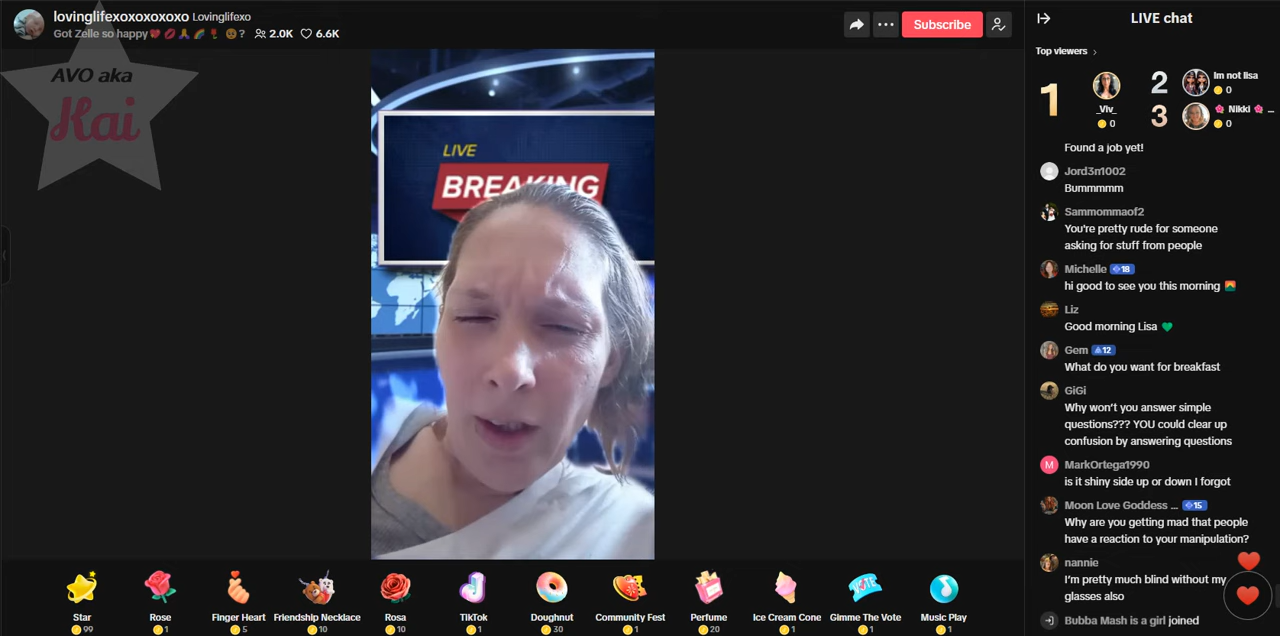 lovinglifexoxoxoxoxo Lovinglifexo
Got Zelle so happy ? 2.0K 6.6K
Subscribe
AVO aka
Kai
LIVE
BREAKING
LIVE chat
Top viewers
1
_Viv_
0
2
Im not lisa
0
3
Nikki ...
0
Found a job yet!
Jord3n1002
Bummmmm
Sammommaof2
You're pretty rude for someone
asking for stuff from people
Michelle 18
hi good to see you this morning
Liz
Good morning Lisa
Gem 12
What do you want for breakfast
GiGi
Why won't you answer simple
questions??? YOU could clear up
confusion by answering questions
M
MarkOrtega1990
is it shiny side up or down I forgot
Moon Love Goddess ... 15
Why are you getting mad that people
have a reaction to your manipulation?
nannie
I'm pretty much blind without my
glasses also
Bubba Mash is a girl joined
Star
99
Rose
1
Finger Heart
5
Friendship Necklace
10
Rosa
10
TikTok
1
Doughnut
30
Community Fest
1
Perfume
20
Ice Cream Cone
1
VOTE
Gimme The Vote
1
Music Play
1